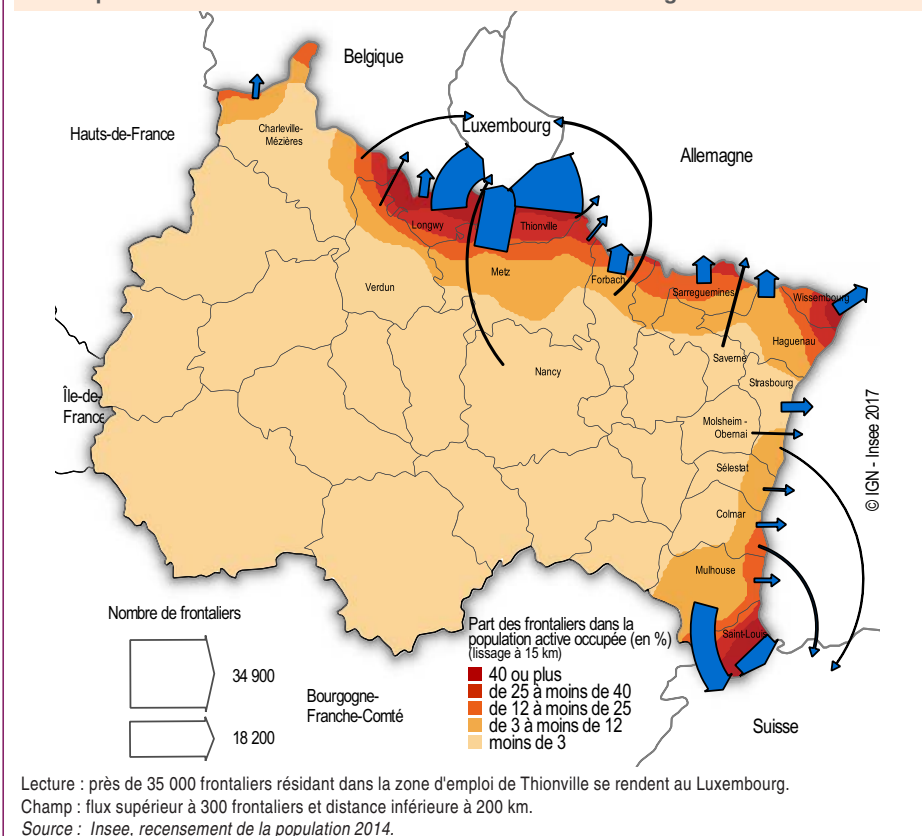 Belgique
Hauts-de-France
Charleville-
Mézières
Luxembourg
Allemagne
Longwy
Thionville
Metz
Forbach
Verdun
Sarreguemines
Wissembourg
Haguenau
Saverne
Nancy
Strasbourg
Île-de-
France
Molsheim -
Obernai
Sélestat
Colmar
Mulhouse
Saint-Louis
© IGN - Insee 2017
Nombre de frontaliers
34 900
18 200
Bourgogne-
Franche-Comté
Part des frontaliers dans la
population active occupée (en %)
(lissage à 15 km)
40 ou plus
de 25 à moins de 40
de 12 à moins de 25
de 3 à moins de 12
moins de 3
Suisse
Lecture : près de 35 000 frontaliers résidant dans la zone d'emploi de Thionville se rendent au Luxembourg.
Champ : flux supérieur à 300 frontaliers et distance inférieure à 200 km.
Source : Insee, recensement de la population 2014.